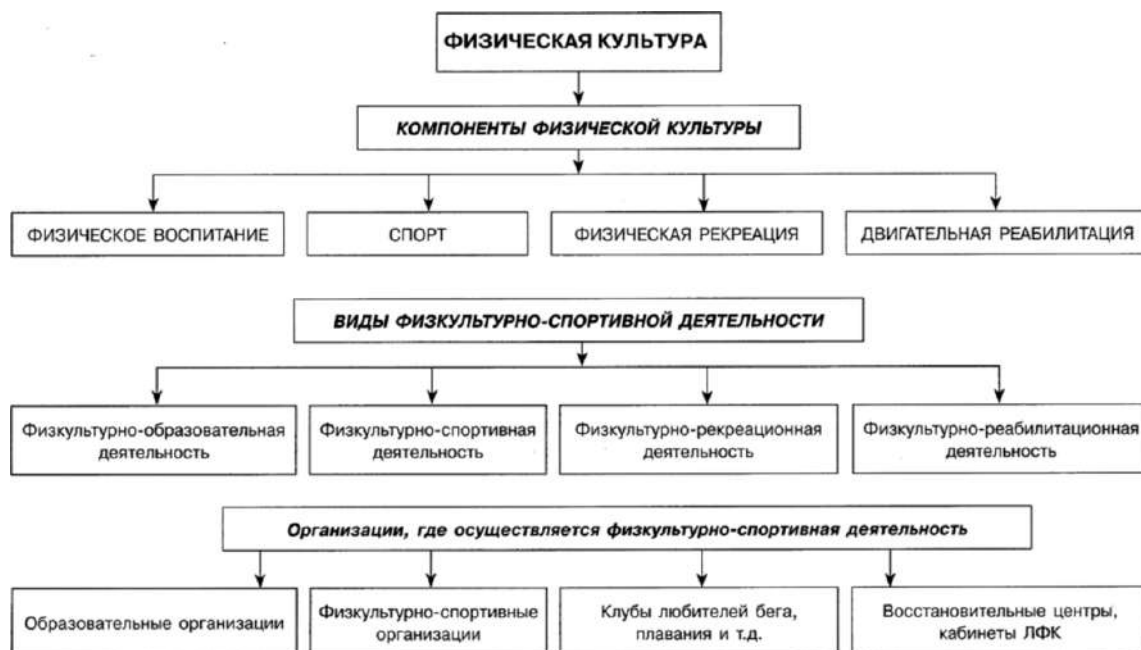 ФИЗИЧЕСКАЯ КУЛЬТУРА
КОМПОНЕНТЫ ФИЗИЧЕСКОЙ КУЛЬТУРЫ
ФИЗИЧЕСКОЕ ВОСПИТАНИЕ
СПОРТ
ФИЗИЧЕСКАЯ РЕКРЕАЦИЯ
ДВИГАТЕЛЬНАЯ РЕАБИЛИТАЦИЯ
ВИДЫ ФИЗКУЛЬТУРНО-СПОРТИВНОЙ ДЕЯТЕЛЬНОСТИ
Физкультурно-образовательная
деятельность
Физкультурно-спортивная
деятельность
Физкультурно-рекреационная
деятельность
Физкультурно-реабилитационная
деятельность
Организации, где осуществляется физкультурно-спортивная деятельность
Образовательные организации
Физкультурно-спортивные
организации
Клубы любителей бега,
плавания и т.д.
Восстановительные центры,
кабинеты ЛФК